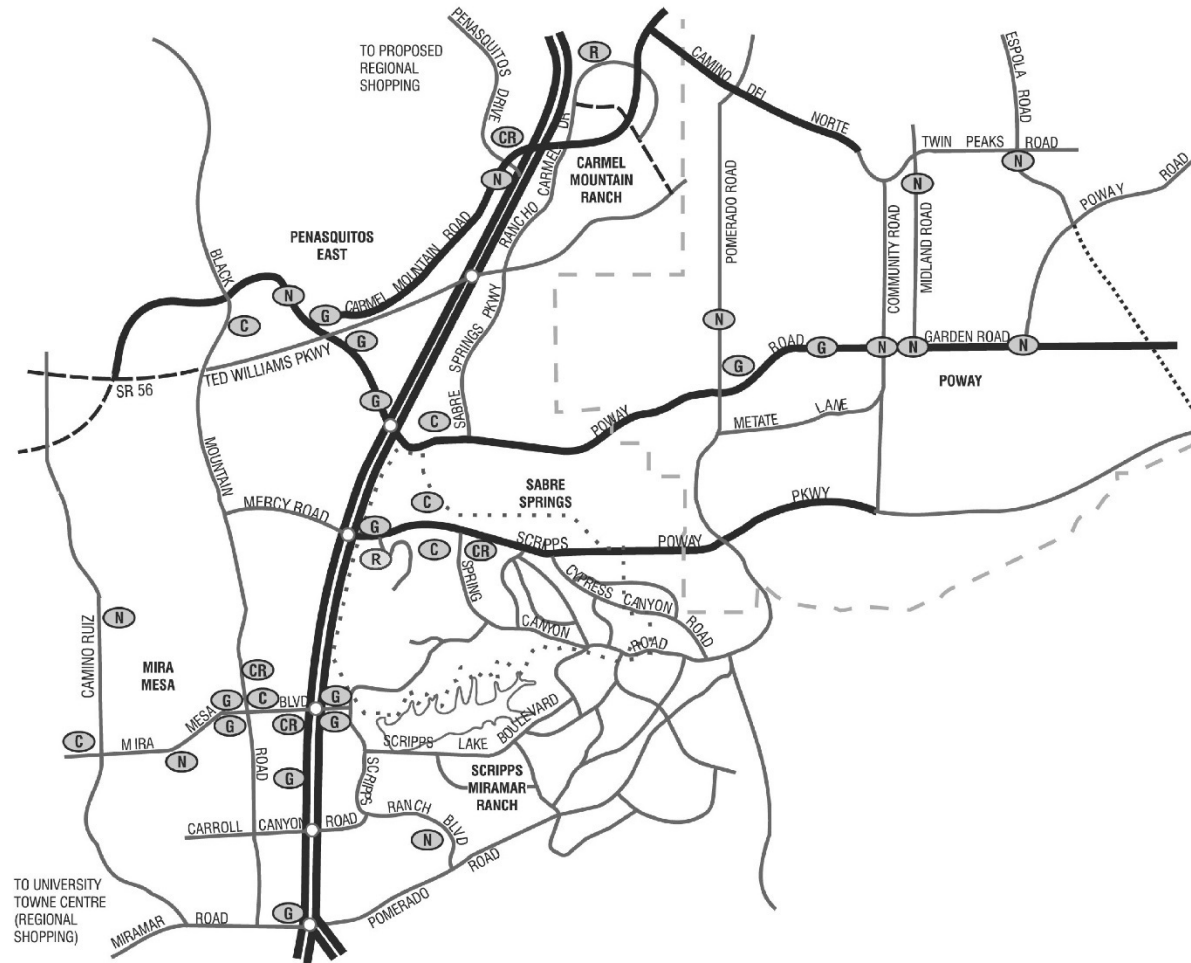 TO PROPOSED
REGIONAL
SHOPPING
PENASQUITOS DRIVE
R
CAMINO DEL NORTE
ESPOLA ROAD
CR
CARMEL DR
TWIN PEAKS ROAD
N
N
N
CARMEL
MOUNTAIN
RANCH
POWAY ROAD
RANCHO CARMEL
PENASQUITOS
EAST
BLACK
POMERADO ROAD
COMMUNITY ROAD
MIDLAND ROAD
N
G
CARMEL MOUNTAIN ROAD
C
G
N
G
N
N
GARDEN ROAD
N
SABRE SPRINGS PKWY
ROAD
TED WILLIAMS PKWY
G
POWAY
SR 56
G
C
POWAY
METATE LANE
MOUNTAIN
SABRE
SPRINGS
MERCY ROAD
C
G
PKWY
SCRIPPS
POWAY
R
C
CR
SPRING
CYPRESS CANYON ROAD
CANYON
ROAD
N
CAMINO RUIZ
MIRA
MESA
CR
G
C
BLVD
G
MESA
G
CR
G
C
MIRA
N
SCRIPPS LAKE BOULEVARD
ROAD
G
SCRIPPS
SCRIPPS
MIRAMAR
RANCH
RANCH BLVD
CARROLL CANYON ROAD
N
ROAD
TO UNIVERSITY
TOWNE CENTRE
(REGIONAL
SHOPPING)
G
POMERADO
MIRAMAR ROAD